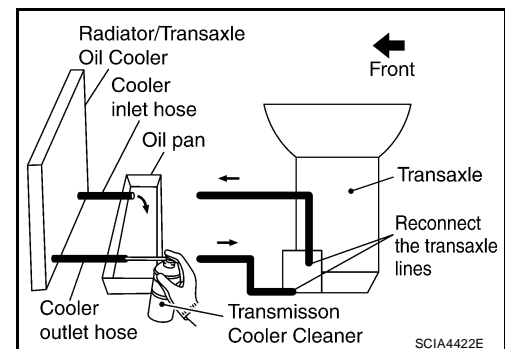 Radiator/Transaxle
Oil Cooler
Cooler
inlet hose
Oil pan
Front
Transaxle
Reconnect
the transaxle
lines
Cooler
outlet hose
Transmisson
Cooler Cleaner
SCIA4422E